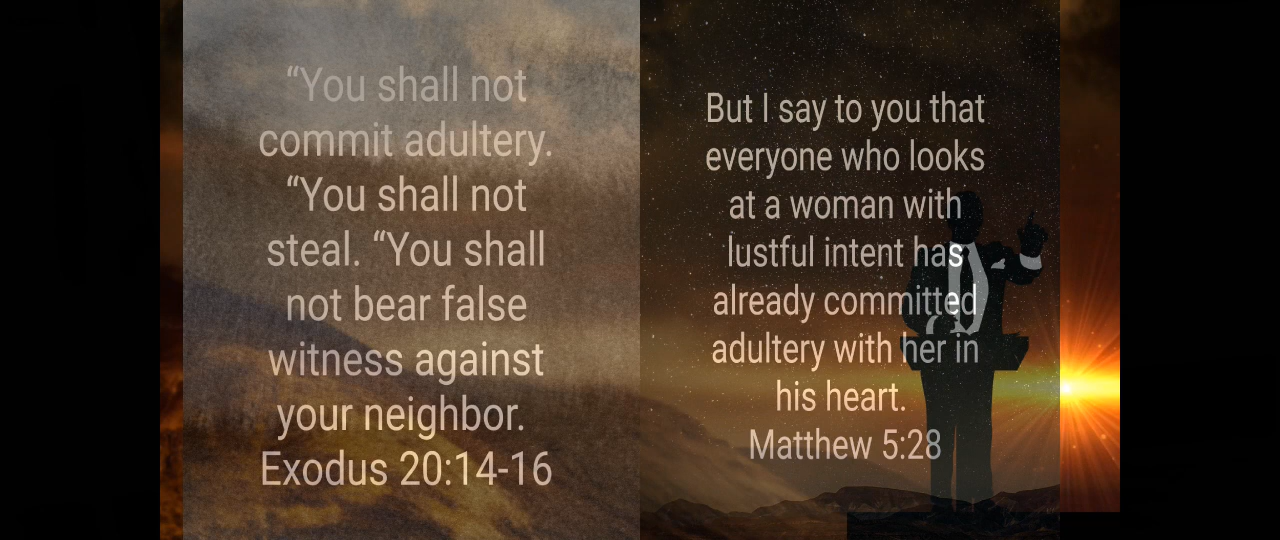 “You shall not
commit adultery.
“You shall not
steal. “You shall
not bear false
witness against
your neighbor.
Exodus 20:14-16
But I say to you that
everyone who looks
at a woman with
lustful intent has
already committed
adultery with her in
his heart.
Matthew 5:28